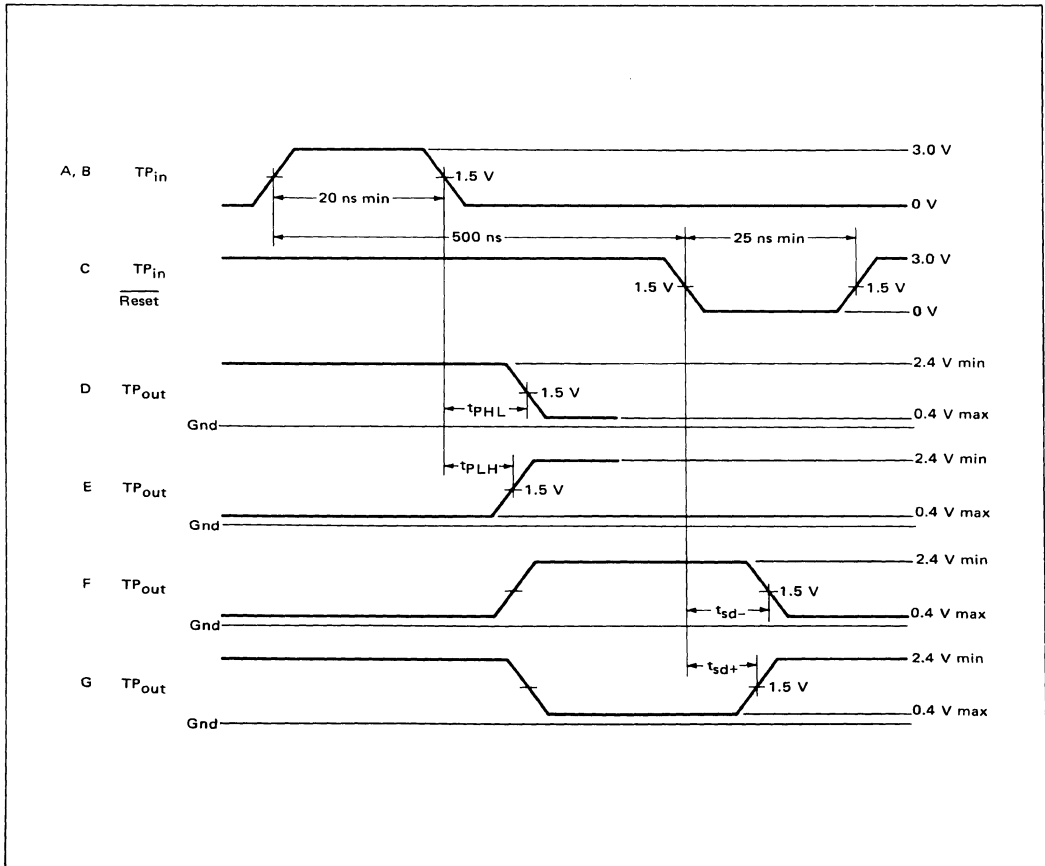 3.0 V
A, B TPin 1.5 V
20 ns min 0 V
500 ns 25 ns min
C TPin 3.0 V
Reset 1.5 V 1.5 V
0 V
2.4 V min
D TPout 1.5 V
tPHL 0.4 V max
Gnd
tPLH 2.4 V min
E TPout 1.5 V
0.4 V max
Gnd
2.4 V min
F TPout 1.5 V
tsd– 0.4 V max
Gnd
2.4 V min
tsd+
G TPout 1.5 V
0.4 V max
Gnd